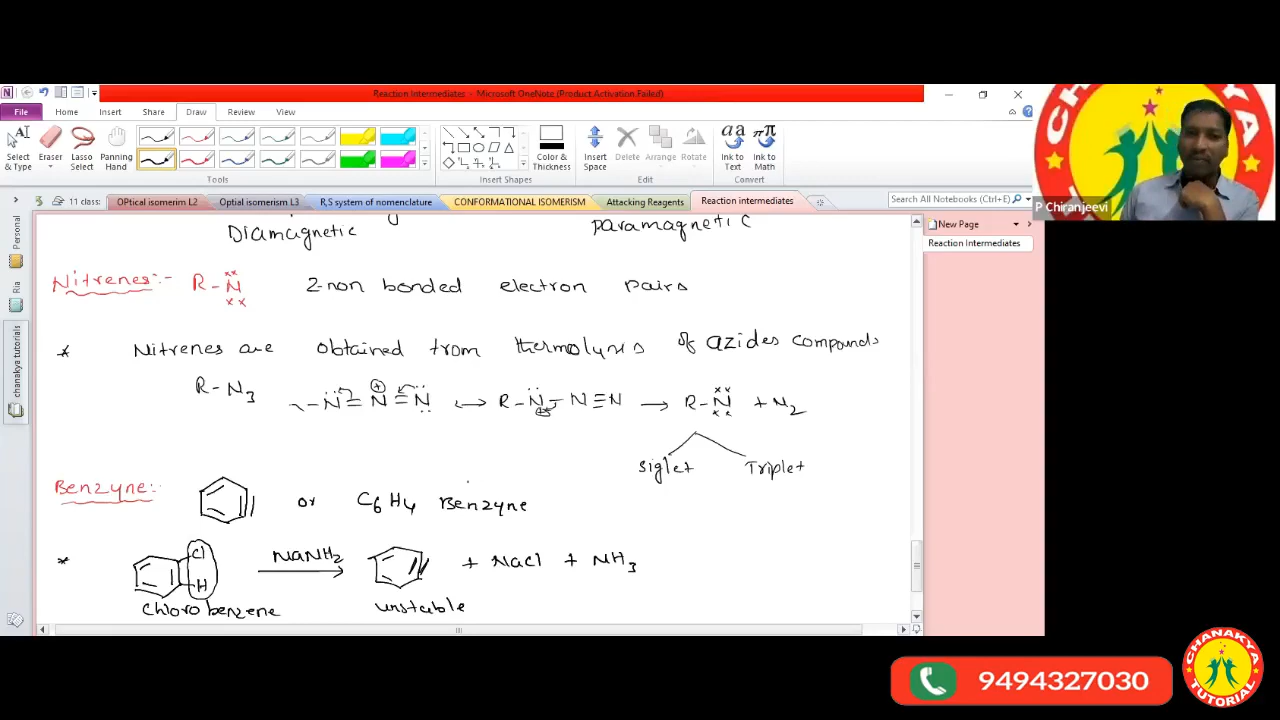 Reaction Intermediates - Microsoft OneNote (Product Activation Failed)
File Home Insert Share Draw Review View
Select & Type Eraser Lasso Select Panning Hand Color & Thickness Insert Space Delete Arrange Rotate Ink to Text Ink to Math
Tools Insert Shapes Edit Convert
11 class: OPtical isomerim L2 Optial isomerism L3 R,S system of nomenclature CONFORMATIONAL ISOMERISM Attacking Reagents Reaction intermediates Search All Notebooks (Ctrl+E)
P Chiranjeevi
New Page
Reaction Intermediates
Personal
Ria
chanakya tutorials
Diamagnetic paramagnetic
Nitrenes:- R-N 2-non bonded electron pairs
* Nitrenes are obtained from thermolysis of azides compounds
R-N3 -N=N=N ↔ R-N-N≡N → R-N + N2
Siglet Triplet
Benzyne:- or C6H4 Benzyne
* Cl H NaNH2 + NaCl + NH3
chloro benzene unstable
9494327030
CHANAKYA
TUTORIAL